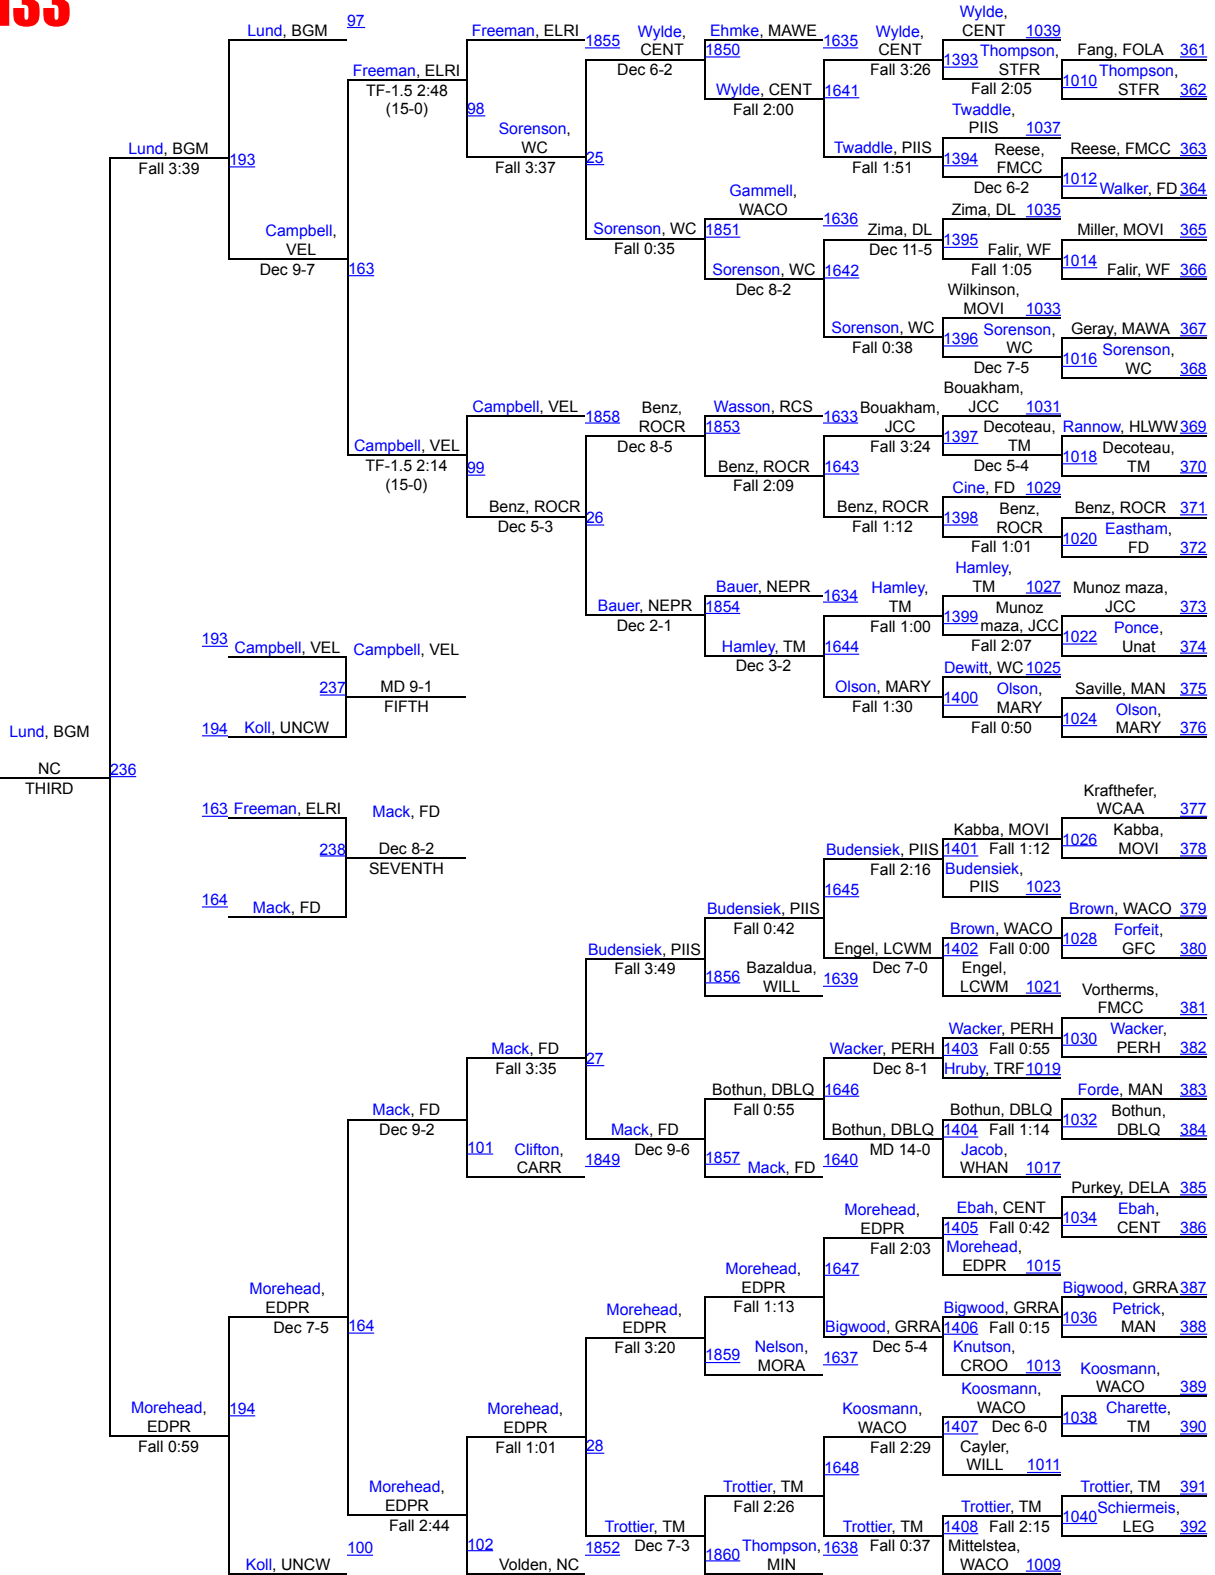 H33
Lund, BGM 97
Freeman, ELRI 1855
Wylde, CENT
Dec 6-2
Ehmke, MAWE 1635
1850
Wylde, CENT
Fall 3:26
Wylde, CENT 1039
1393 Thompson, STFR
Fall 2:05
Fang, FOLA 361
1010 Thompson, STFR 362
Freeman, ELRI
TF-1.5 2:48
(15-0)
98
Sorenson, WC
Fall 3:37
25
Wylde, CENT
Fall 2:00
1641
Twaddle, PIIS 1037
Twaddle, PIIS
Fall 1:51
1394 Reese, FMCC
Dec 6-2
Reese, FMCC 363
1012 Walker, FD 364
Lund, BGM
Fall 3:39
193
Gammell, WACO 1636
Sorenson, WC
Fall 0:35
1851
Zima, DL
Dec 11-5
Zima, DL 1035
1395 Falir, WF
Fall 1:05
Miller, MOVI 365
1014 Falir, WF 366
Campbell, VEL
Dec 9-7
163
Sorenson, WC
Dec 8-2
1642
Wilkinson, MOVI 1033
Sorenson, WC
Fall 0:38
1396 Sorenson, WC
Dec 7-5
Geray, MAWA 367
1016 Sorenson, WC 368
Campbell, VEL 1858
Benz, ROCR
Dec 8-5
Wasson, RCS 1633
1853
Bouakham, JCC
Fall 3:24
Bouakham, JCC 1031
1397 Decoteau, TM
Dec 5-4
Rannow, HLWW 369
1018 Decoteau, TM 370
Campbell, VEL
TF-1.5 2:14
(15-0)
99
Benz, ROCR
Fall 2:09
1643
Cine, FD 1029
Benz, ROCR
Dec 5-3
26
Benz, ROCR
Fall 1:12
1398 Benz, ROCR
Fall 1:01
Benz, ROCR 371
1020 Eastham, FD 372
Bauer, NEPR
Dec 2-1
Bauer, NEPR 1634
1854
Hamley, TM
Fall 1:00
Hamley, TM 1027
1399 Munoz maza, JCC
Fall 2:07
Munoz maza, JCC 373
1022 Ponce, Unat 374
Hamley, TM
Dec 3-2
1644
Dewitt, WC 1025
Olson, MARY
Fall 1:30
1400 Olson, MARY
Fall 0:50
Saville, MAN 375
1024 Olson, MARY 376
193 Campbell, VEL
Campbell, VEL
237 MD 9-1
FIFTH
194 Koll, UNCW
Lund, BGM
NC
THIRD
236
163 Freeman, ELRI
Mack, FD
238 Dec 8-2
SEVENTH
164 Mack, FD
Krafthefer, WCAA 377
1026 Kabba, MOVI 378
Kabba, MOVI
1401 Fall 1:12
Budensiek, PIIS 1023
Budensiek, PIIS
Fall 2:16
1645
Brown, WACO 379
1028 Forfeit, GFC 380
Brown, WACO
1402 Fall 0:00
Engel, LCWM 1021
Engel, LCWM
Dec 7-0
Budensiek, PIIS
Fall 0:42
1856 Bazaldua, WILL 1639
Budensiek, PIIS
Fall 3:49
Vortherms, FMCC 381
1030 Wacker, PERH 382
Wacker, PERH
1403 Fall 0:55
Hruby, TRF 1019
Wacker, PERH
Dec 8-1
1646
Forde, MAN 383
1032 Bothun, DBLQ 384
Bothun, DBLQ
1404 Fall 1:14
Jacob, WHAN 1017
Bothun, DBLQ
MD 14-0
Bothun, DBLQ
Fall 0:55
1857 Mack, FD 1640
Mack, FD
Dec 9-6
Mack, FD
Fall 3:35
27
101 Clifton, CARR 1849
Mack, FD
Dec 9-2
Purkey, DELA 385
1034 Ebah, CENT 386
Ebah, CENT
1405 Fall 0:42
Morehead, EDPR 1015
Morehead, EDPR
Fall 2:03
1647
Bigwood, GRRA 387
1036 Petrick, MAN 388
Bigwood, GRRA
1406 Fall 0:15
Knutson, CROO 1013
Bigwood, GRRA
Dec 5-4
Morehead, EDPR
Fall 1:13
1859 Nelson, MORA 1637
Morehead, EDPR
Fall 3:20
Morehead, EDPR
Dec 7-5
164
Koosmann, WACO 389
1038 Charette, TM 390
Koosmann, WACO
1407 Dec 6-0
Cayler, WILL 1011
Koosmann, WACO
Fall 2:29
1648
Morehead, EDPR
Fall 0:59
194
Morehead, EDPR
Fall 1:01
28
Morehead, EDPR
Fall 2:44
Trottier, TM 391
1040 Schiermeis, LEG 392
Trottier, TM
1408 Fall 2:15
Mittelstea, WACO 1009
Trottier, TM
Fall 0:37
Trottier, TM
Fall 2:26
1860 Thompson, MIN 1638
Trottier, TM
Dec 7-3
102 Volden, NC 1852
Koll, UNCW 100